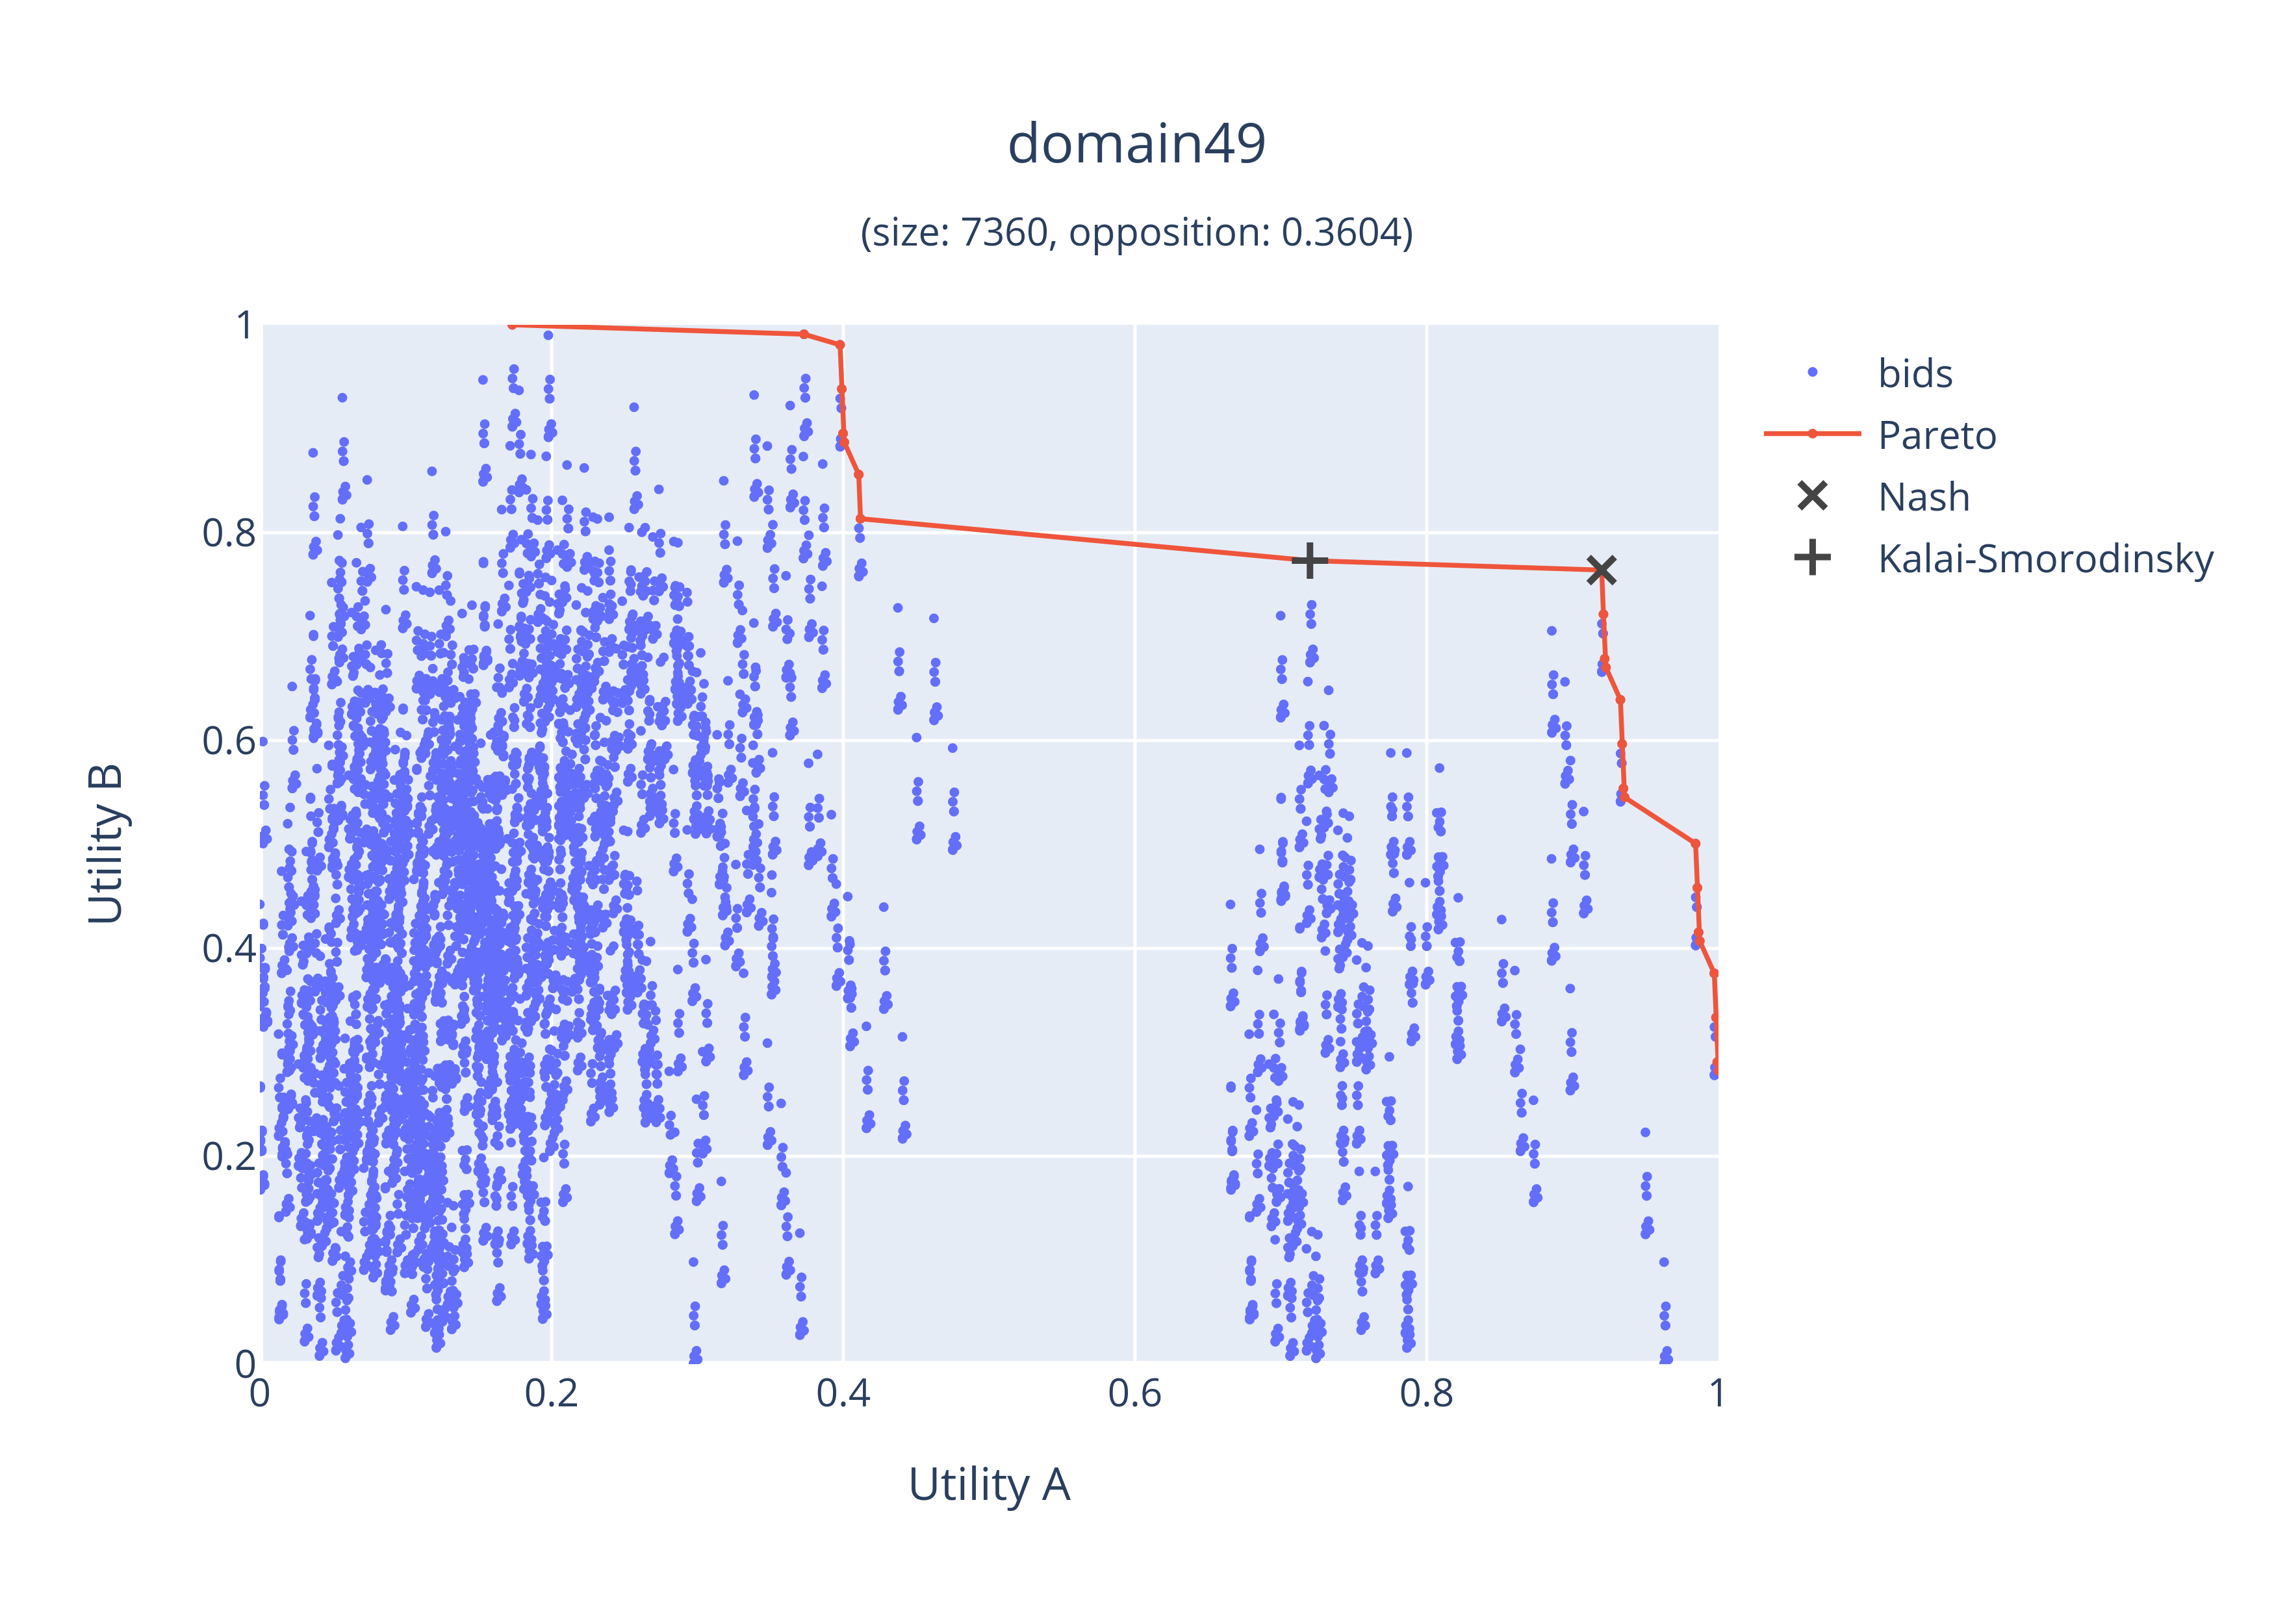 domain49
(size: 7360, opposition: 0.3604)
bids
Pareto
Nash
Kalai-Smorodinsky
Utility B
1
0.8
0.6
0.4
0.2
0
0 0.2 0.4 0.6 0.8 1
Utility A